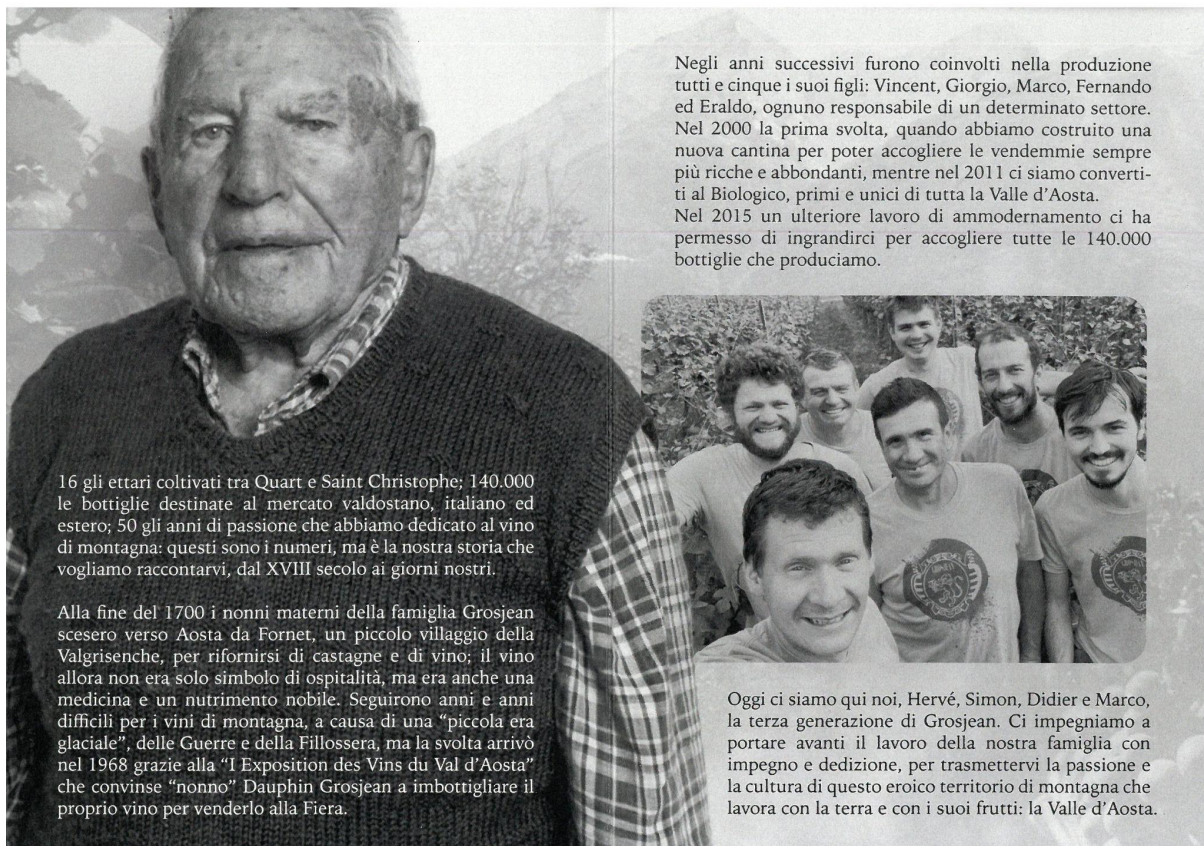 16 gli ettari coltivati tra Quart e Saint Christophe; 140.000
le bottiglie destinate al mercato valdostano, italiano ed
estero; 50 gli anni di passione che abbiamo dedicato al vino
di montagna: questi sono i numeri, ma è la nostra storia che
vogliamo raccontarvi, dal XVIII secolo ai giorni nostri.
Alla fine del 1700 i nonni materni della famiglia Grosjean
scesero verso Aosta da Fornet, un piccolo villaggio della
Valgrisenche, per rifornirsi di castagne e di vino; il vino
allora non era solo simbolo di ospitalità, ma era anche una
medicina e un nutrimento nobile. Seguirono anni e anni
difficili per i vini di montagna, a causa di una “piccola era
glaciale”, delle Guerre e della Fillossera, ma la svolta arrivò
nel 1968 grazie alla “I Exposition des Vins du Val d’Aosta”
che convinse “nonno” Dauphin Grosjean a imbottigliare il
proprio vino per venderlo alla Fiera.
Negli anni successivi furono coinvolti nella produzione
tutti e cinque i suoi figli: Vincent, Giorgio, Marco, Fernando
ed Eraldo, ognuno responsabile di un determinato settore.
Nel 2000 la prima svolta, quando abbiamo costruito una
nuova cantina per poter accogliere le vendemmie sempre
più ricche e abbondanti, mentre nel 2011 ci siamo converti-
ti al Biologico, primi e unici di tutta la Valle d’Aosta.
Nel 2015 un ulteriore lavoro di ammodernamento ci ha
permesso di ingrandirci per accogliere tutte le 140.000
bottiglie che produciamo.
Oggi ci siamo qui noi, Hervé, Simon, Didier e Marco,
la terza generazione di Grosjean. Ci impegniamo a
portare avanti il lavoro della nostra famiglia con
impegno e dedizione, per trasmettervi la passione e
la cultura di questo eroico territorio di montagna che
lavora con la terra e con i suoi frutti: la Valle d’Aosta.